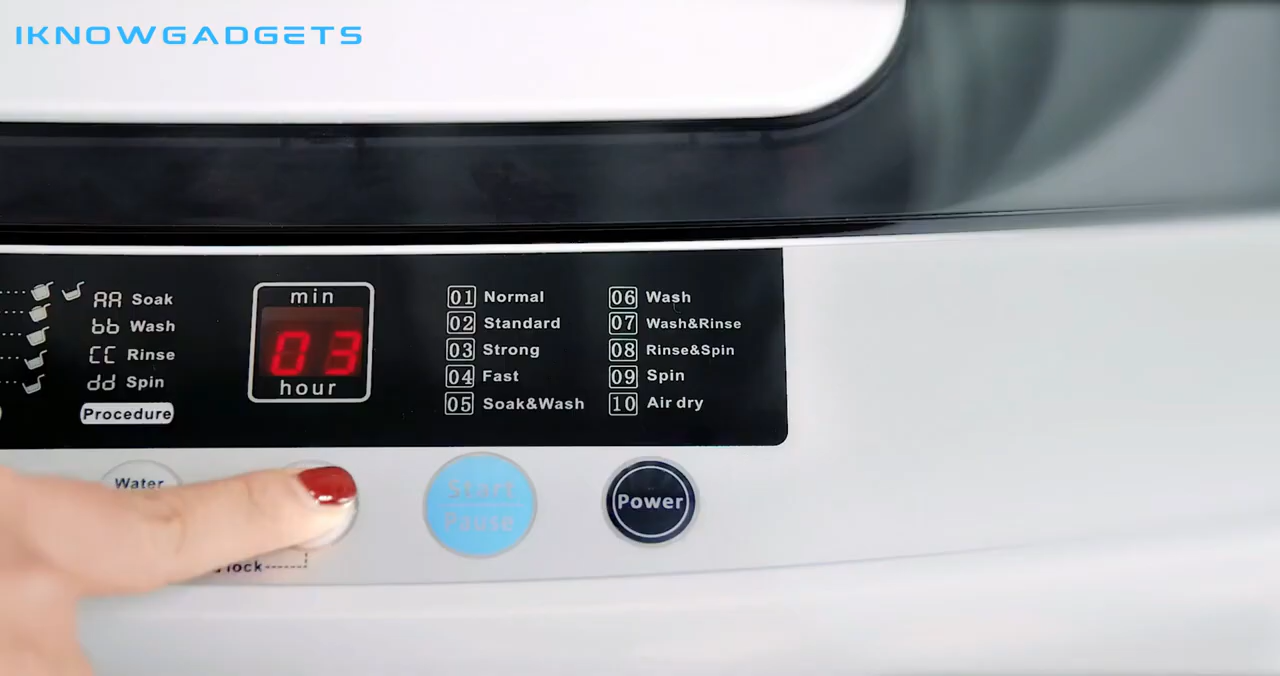 IKNOWGADGETS
AA Soak
bb Wash
CC Rinse
dd Spin
Procedure
min
03
hour
01 Normal
02 Standard
03 Strong
04 Fast
05 Soak&Wash
06 Wash
07 Wash&Rinse
08 Rinse&Spin
09 Spin
10 Air dry
Water
lock
Start
Pause
Power